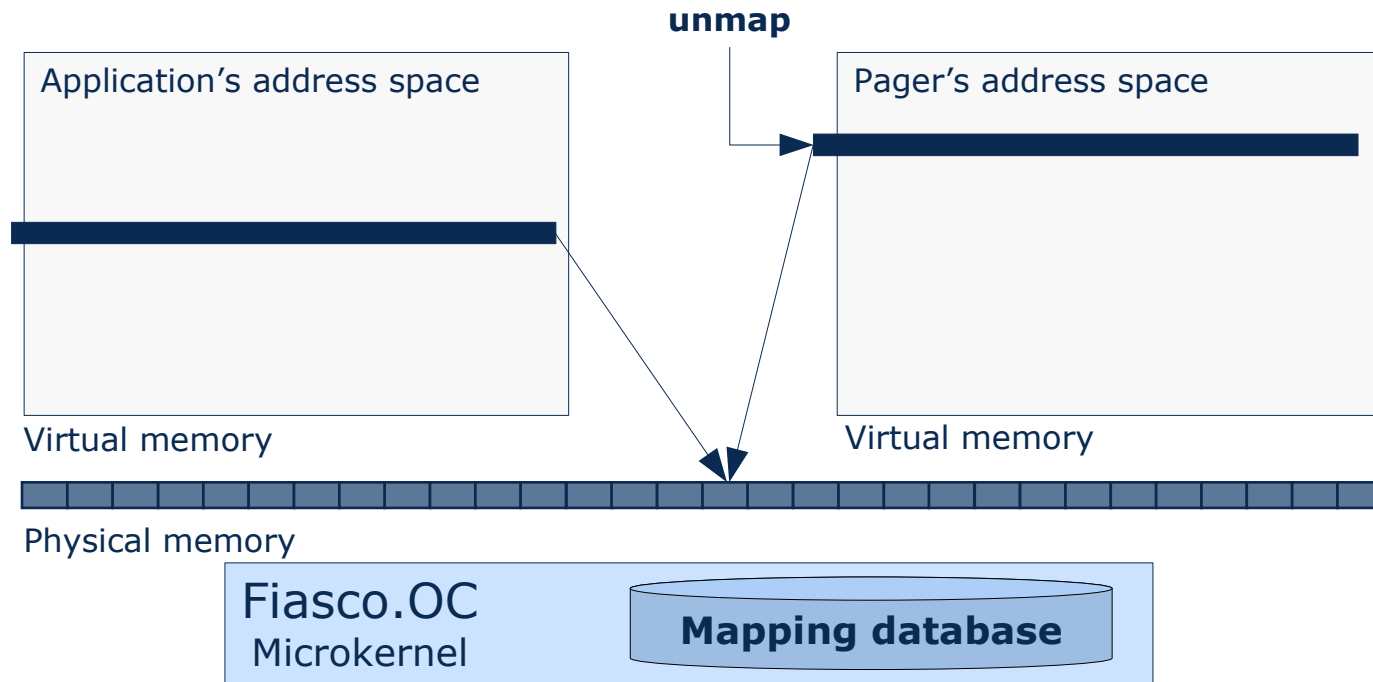 unmap
Application's address space
Pager's address space
Virtual memory
Virtual memory
Physical memory
Fiasco.OC
Microkernel
Mapping database